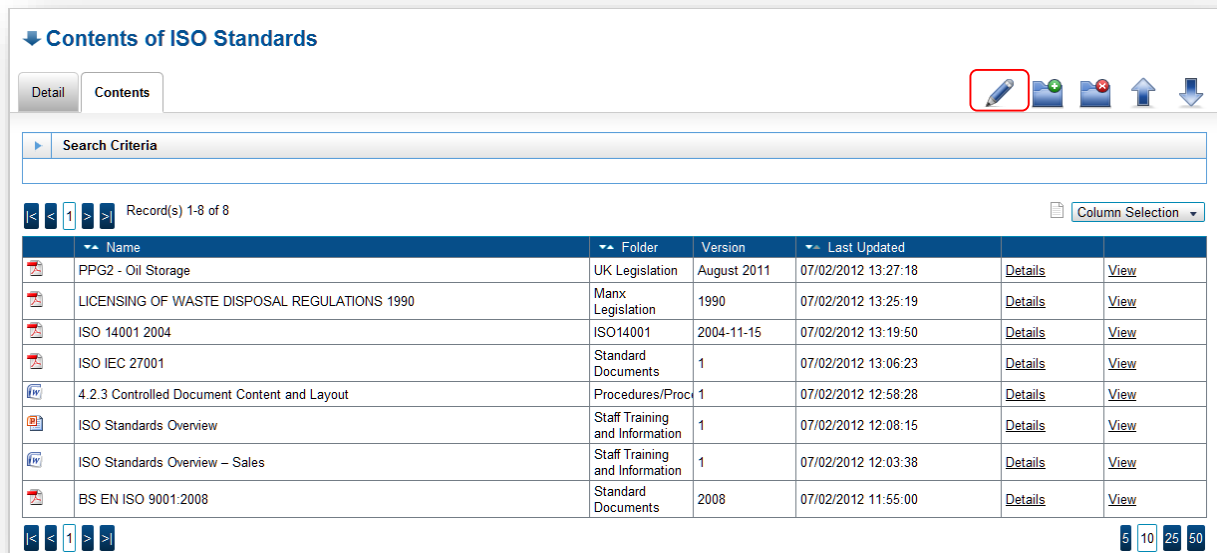 Contents of ISO Standards
Detail Contents
Search Criteria
|< < 1 > >| Record(s) 1-8 of 8 Column Selection
Name Folder Version Last Updated
PPG2 - Oil Storage UK Legislation August 2011 07/02/2012 13:27:18 Details View
LICENSING OF WASTE DISPOSAL REGULATIONS 1990 Manx Legislation 1990 07/02/2012 13:25:19 Details View
ISO 14001 2004 ISO14001 2004-11-15 07/02/2012 13:19:50 Details View
ISO IEC 27001 Standard Documents 1 07/02/2012 13:06:23 Details View
4.2.3 Controlled Document Content and Layout Procedures/Proc 1 07/02/2012 12:58:28 Details View
ISO Standards Overview Staff Training and Information 1 07/02/2012 12:08:15 Details View
ISO Standards Overview – Sales Staff Training and Information 1 07/02/2012 12:03:38 Details View
BS EN ISO 9001:2008 Standard Documents 2008 07/02/2012 11:55:00 Details View
|< < 1 > >| 5 10 25 50